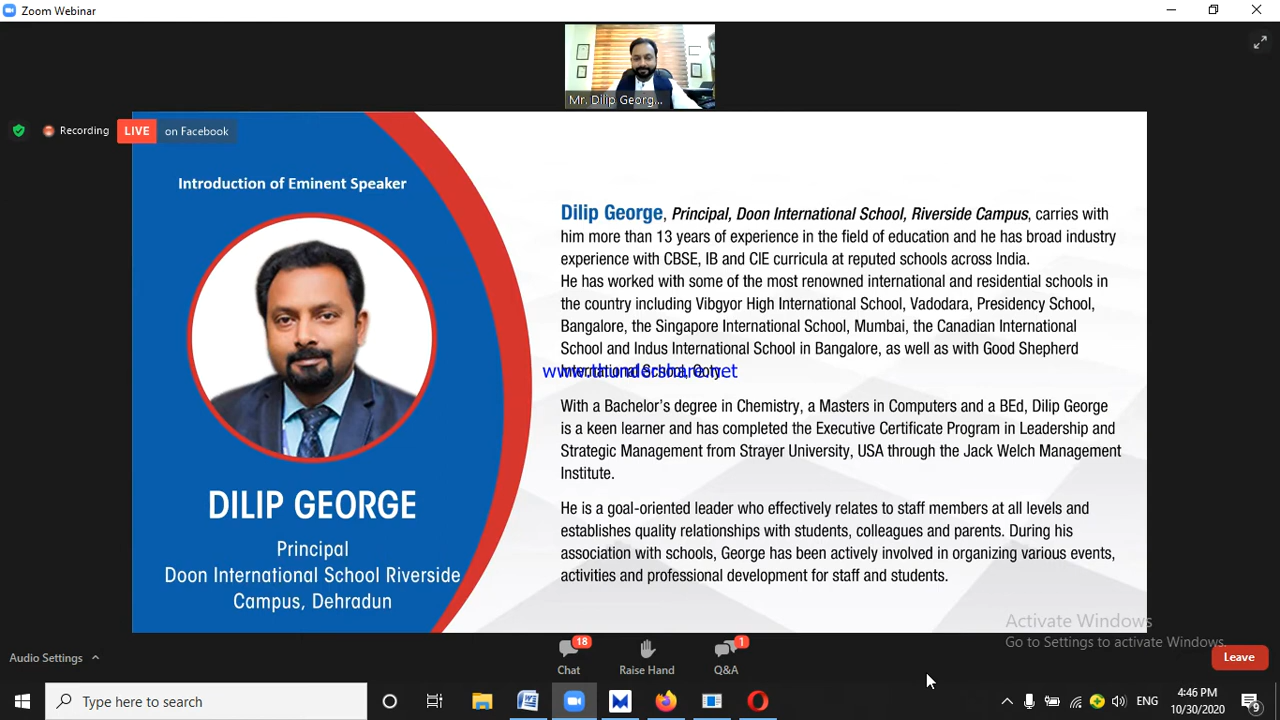 Zoom Webinar
Mr. Dilip Georg...
Recording
LIVE on Facebook
Introduction of Eminent Speaker
DILIP GEORGE
Principal
Doon International School Riverside
Campus, Dehradun
Dilip George, Principal, Doon International School, Riverside Campus, carries with
him more than 13 years of experience in the field of education and he has broad industry
experience with CBSE, IB and CIE curricula at reputed schools across India.
He has worked with some of the most renowned international and residential schools in
the country including Vibgyor High International School, Vadodara, Presidency School,
Bangalore, the Singapore International School, Mumbai, the Canadian International
School and Indus International School in Bangalore, as well as with Good Shepherd
International School, Ooty.
www.thundershare.net
With a Bachelor's degree in Chemistry, a Masters in Computers and a BEd, Dilip George
is a keen learner and has completed the Executive Certificate Program in Leadership and
Strategic Management from Strayer University, USA through the Jack Welch Management
Institute.
He is a goal-oriented leader who effectively relates to staff members at all levels and
establishes quality relationships with students, colleagues and parents. During his
association with schools, George has been actively involved in organizing various events,
activities and professional development for staff and students.
Activate Windows
Go to Settings to activate Windows.
Audio Settings
18
Chat
Raise Hand
1
Q&A
Leave
Type here to search
ENG
4:46 PM
10/30/2020
9